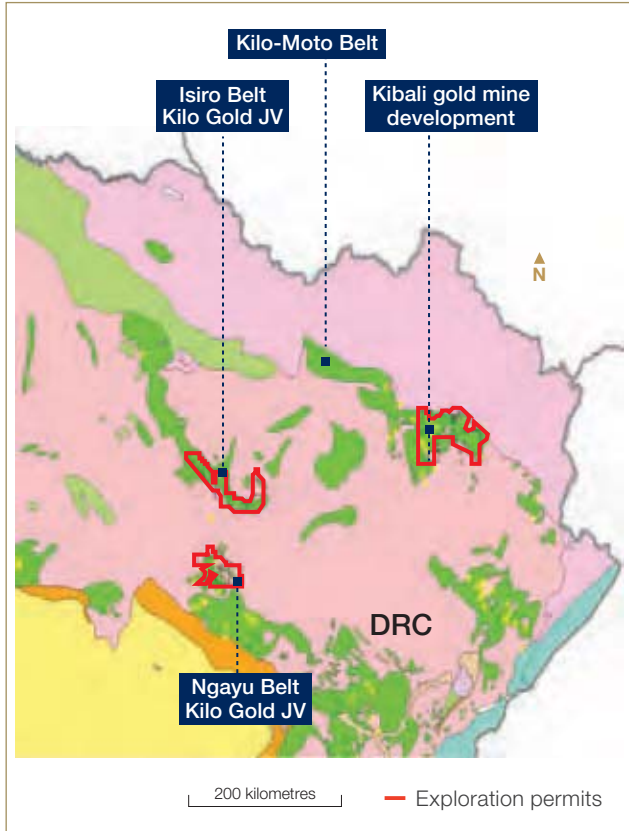 Kilo-Moto Belt
Isiro Belt
Kilo Gold JV
Kibali gold mine
development
N
DRC
Ngayu Belt
Kilo Gold JV
200 kilometres
Exploration permits